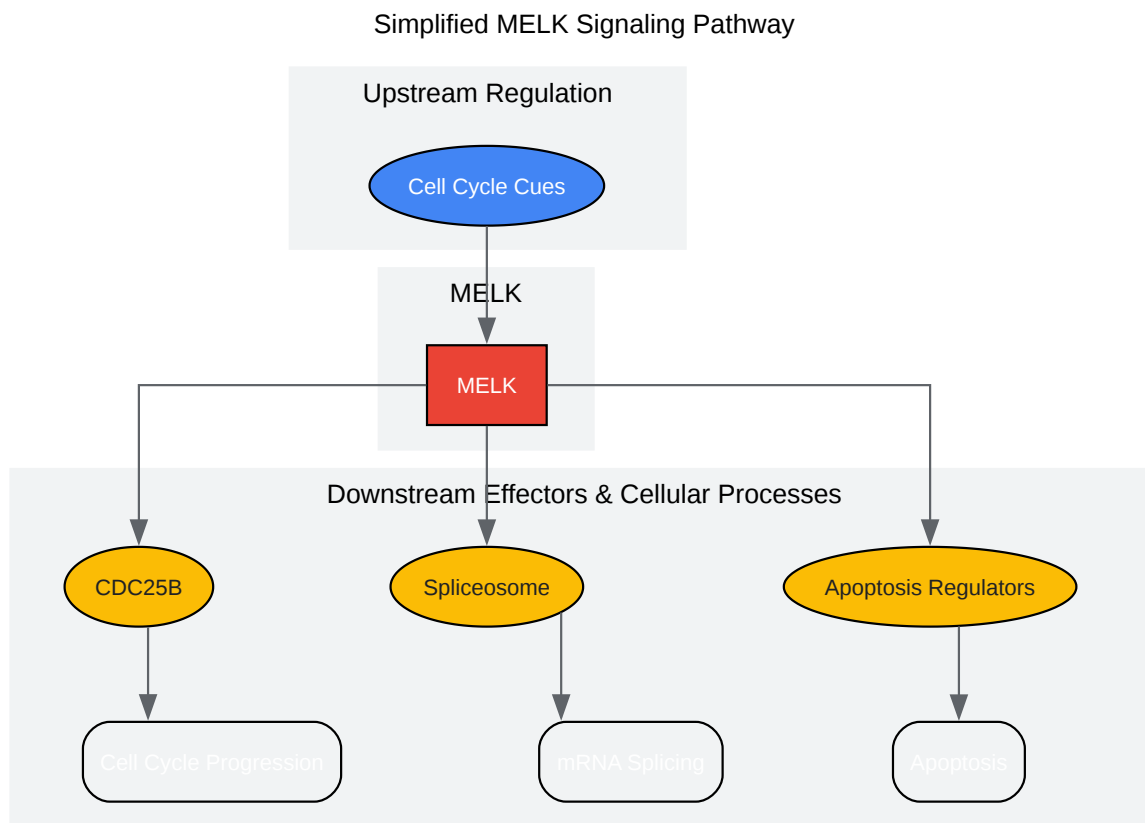 Simplified MELK Signaling Pathway
Upstream Regulation
Cell Cycle Cues
MELK
MELK
Downstream Effectors & Cellular Processes
CDC25B
Spliceosome
Apoptosis Regulators
Cell Cycle Progression
mRNA Splicing
Apoptosis